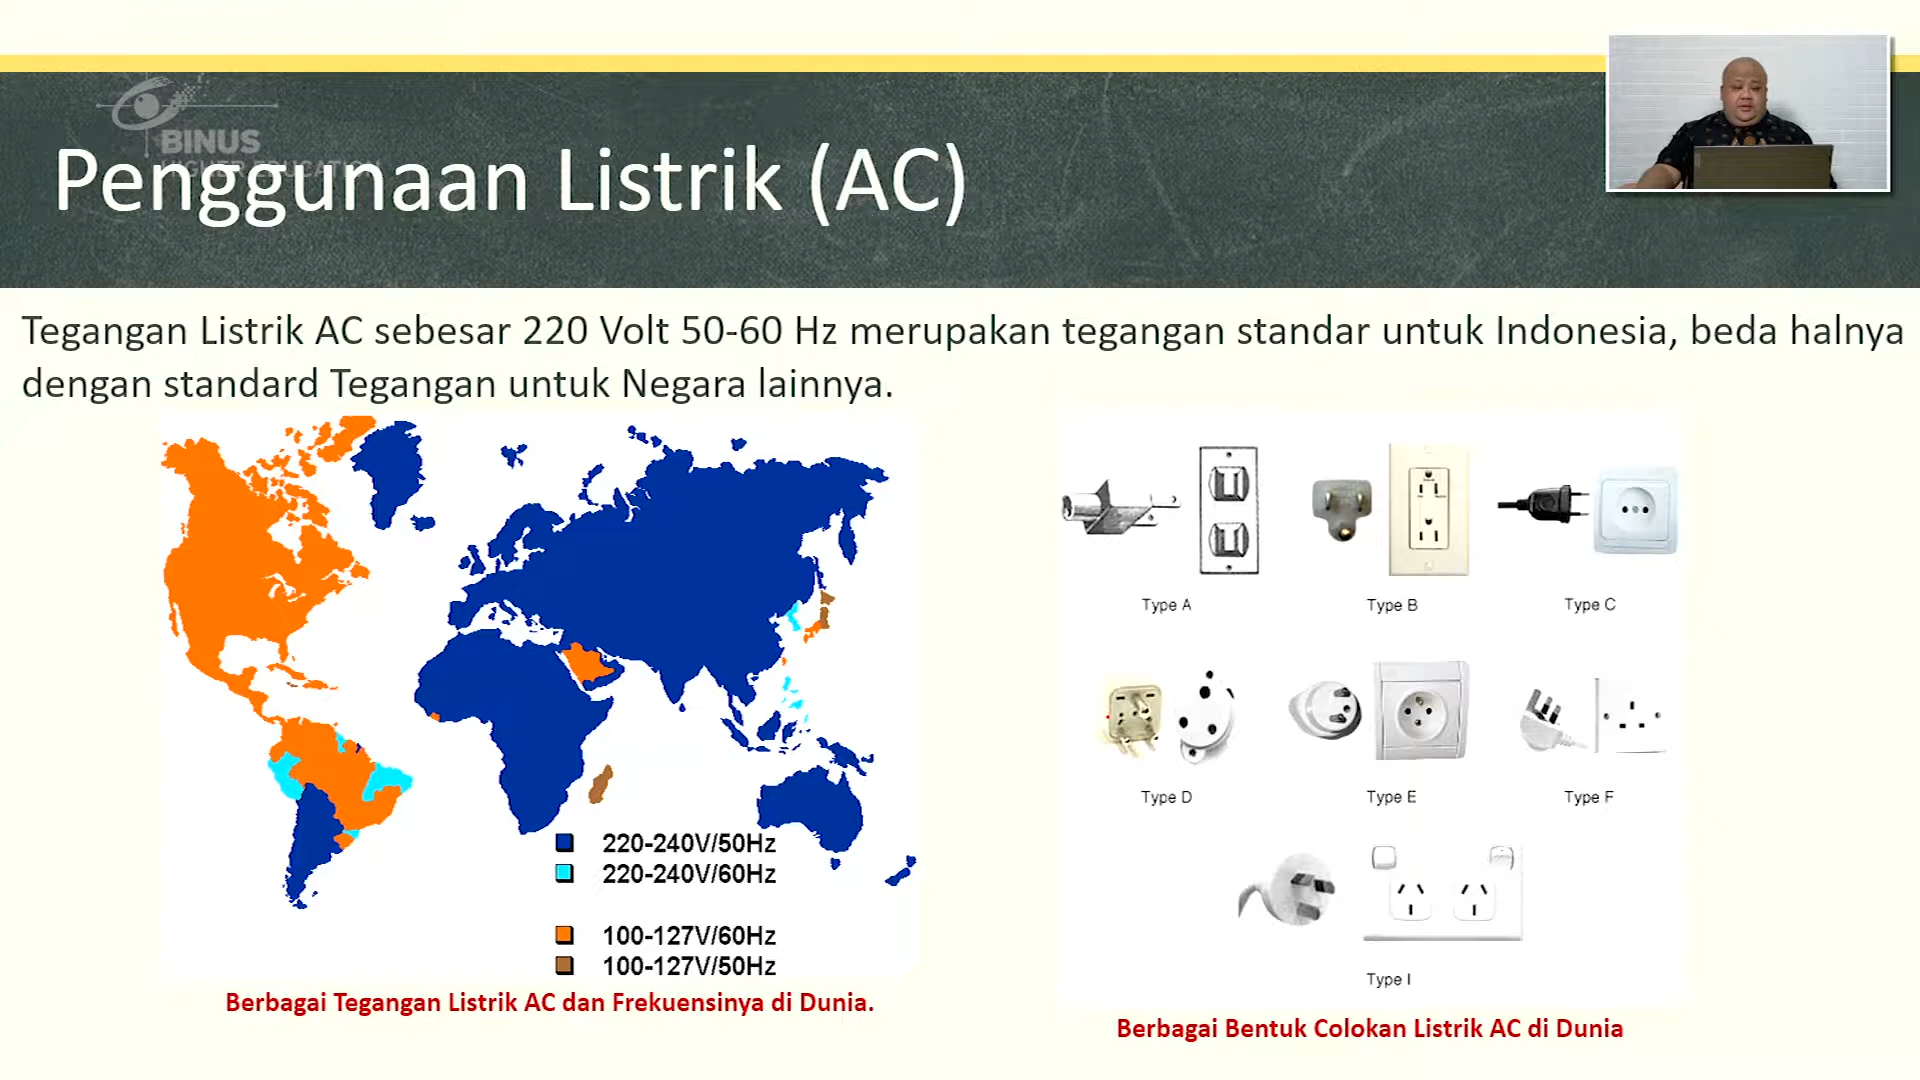 BINUS
HIGHER EDUCATION
Penggunaan Listrik (AC)
Tegangan Listrik AC sebesar 220 Volt 50-60 Hz merupakan tegangan standar untuk Indonesia, beda halnya
dengan standard Tegangan untuk Negara lainnya.
220-240V/50Hz
220-240V/60Hz
100-127V/60Hz
100-127V/50Hz
Berbagai Tegangan Listrik AC dan Frekuensinya di Dunia.
Type A
Type B
Type C
Type D
Type E
Type F
Type I
Berbagai Bentuk Colokan Listrik AC di Dunia